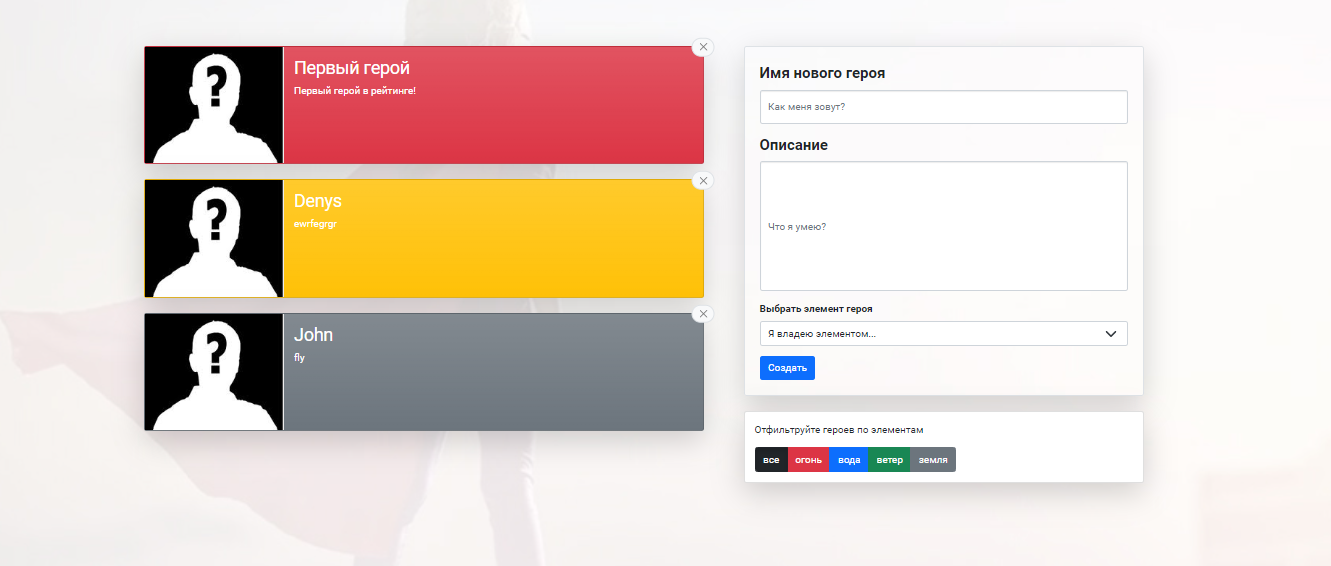 Первый герой
Первый герой в рейтинге!
Denys
ewrfegrgr
John
fly
Имя нового героя
Как меня зовут?
Описание
Что я умею?
Выбрать элемент героя
Я владею элементом...
Создать
Отфильтруйте героев по элементам
все огонь вода ветер земля